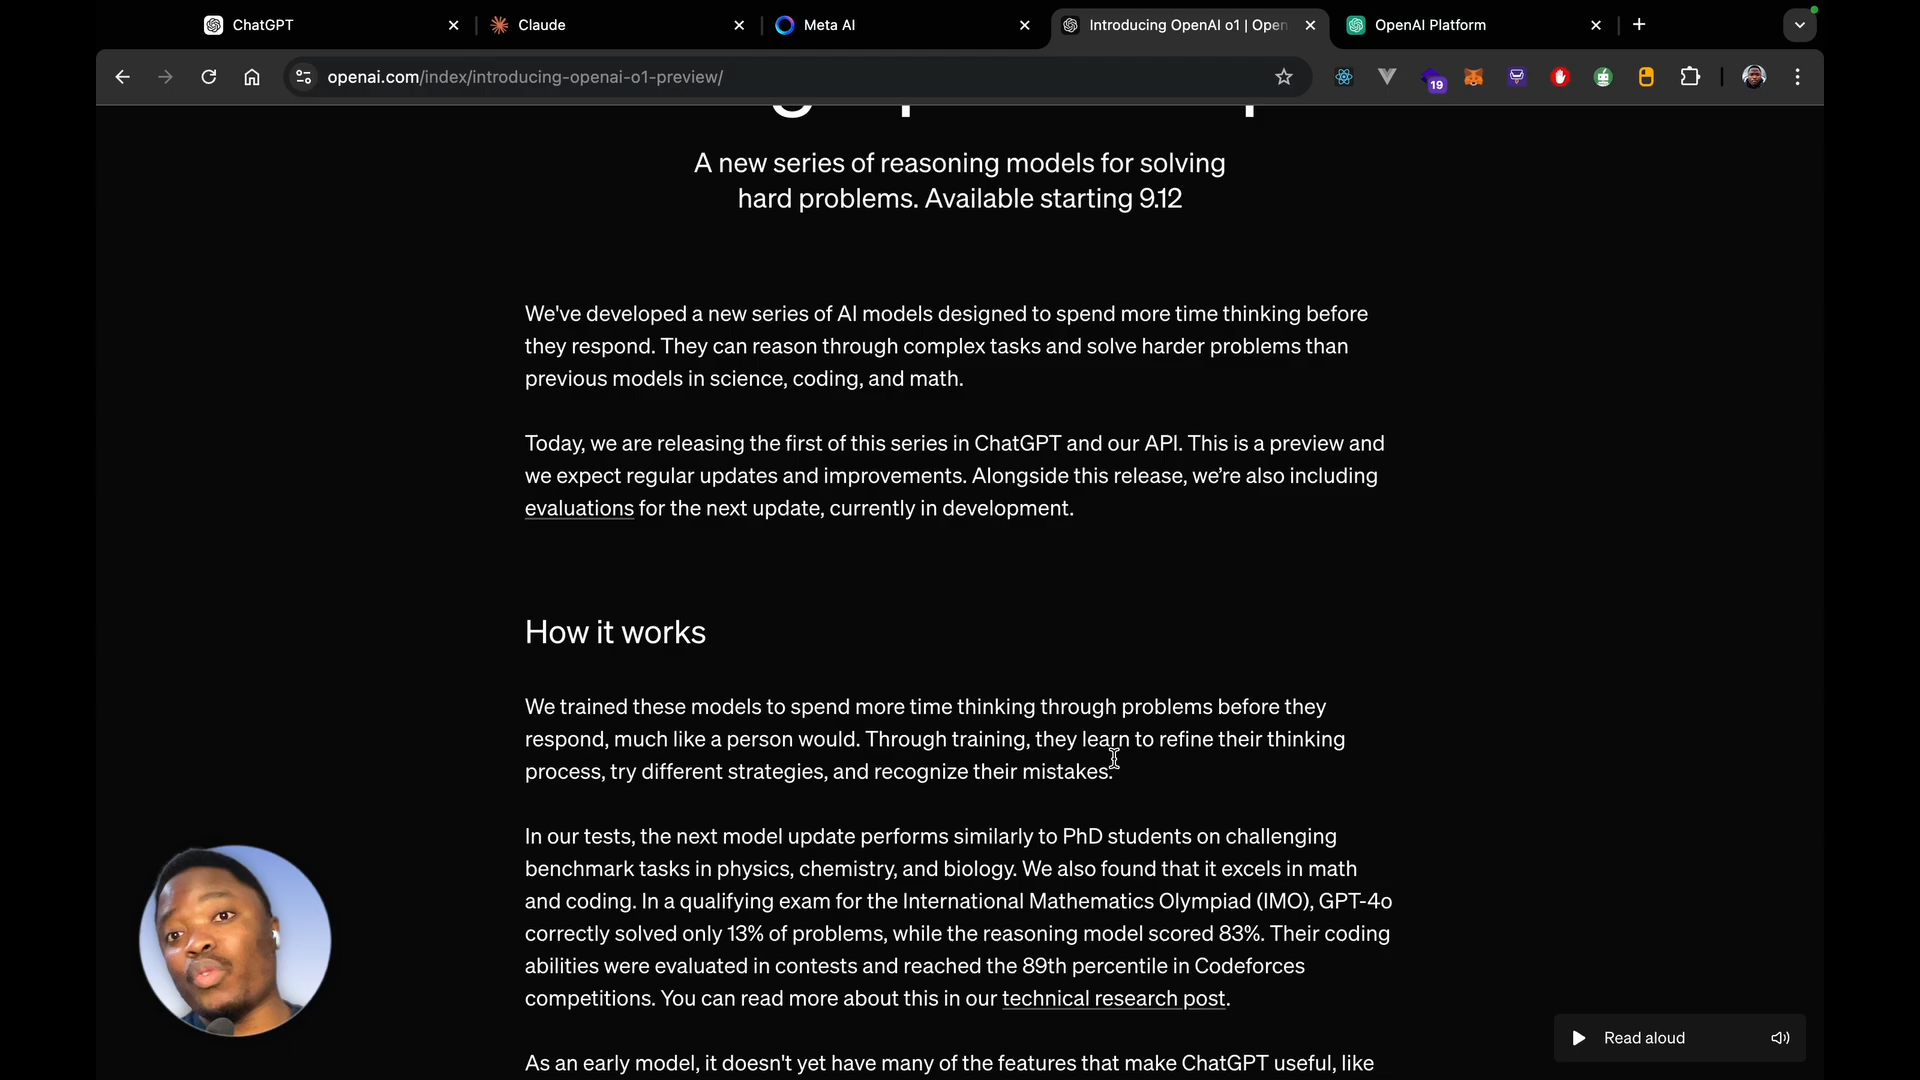 ChatGPT
Claude
Meta AI
Introducing OpenAI o1 | Open
OpenAI Platform
openai.com/index/introducing-openai-o1-preview/
19
A new series of reasoning models for solving
hard problems. Available starting 9.12
We've developed a new series of AI models designed to spend more time thinking before
they respond. They can reason through complex tasks and solve harder problems than
previous models in science, coding, and math.
Today, we are releasing the first of this series in ChatGPT and our API. This is a preview and
we expect regular updates and improvements. Alongside this release, we’re also including
evaluations for the next update, currently in development.
How it works
We trained these models to spend more time thinking through problems before they
respond, much like a person would. Through training, they learn to refine their thinking
process, try different strategies, and recognize their mistakes.
In our tests, the next model update performs similarly to PhD students on challenging
benchmark tasks in physics, chemistry, and biology. We also found that it excels in math
and coding. In a qualifying exam for the International Mathematics Olympiad (IMO), GPT-4o
correctly solved only 13% of problems, while the reasoning model scored 83%. Their coding
abilities were evaluated in contests and reached the 89th percentile in Codeforces
competitions. You can read more about this in our technical research post.
As an early model, it doesn't yet have many of the features that make ChatGPT useful, like
Read aloud